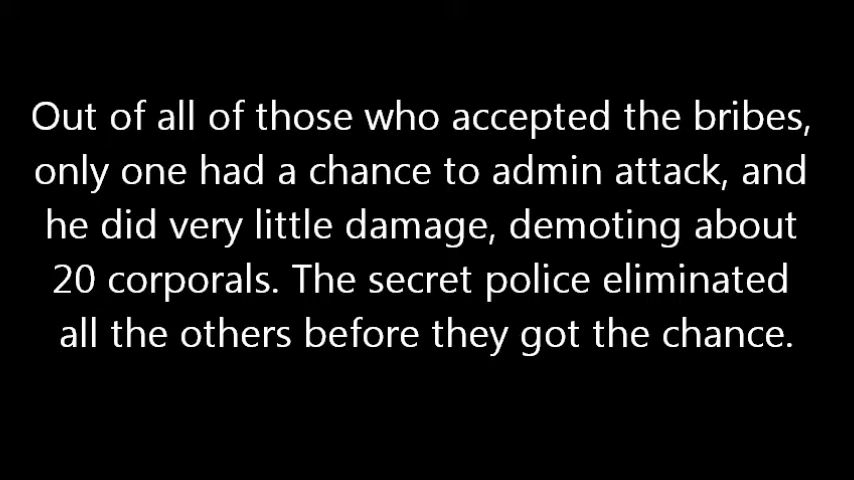 Out of all of those who accepted the bribes,
only one had a chance to admin attack, and
he did very little damage, demoting about
20 corporals. The secret police eliminated
all the others before they got the chance.